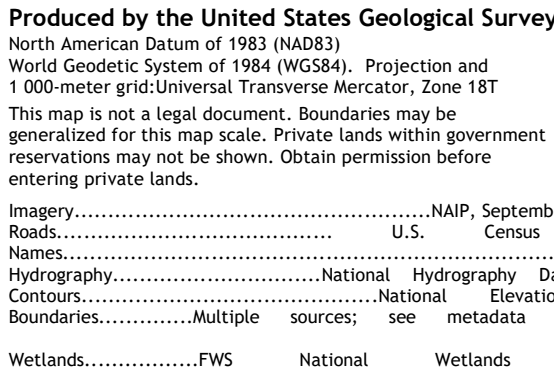 Produced by the United States Geological Survey
North American Datum of 1983 (NAD83)
World Geodetic System of 1984 (WGS84). Projection and
1 000-meter grid:Universal Transverse Mercator, Zone 18T
This map is not a legal document. Boundaries may be
generalized for this map scale. Private lands within government
reservations may not be shown. Obtain permission before
entering private lands.
Imagery.....................................................NAIP, Septemb
Roads......................................... U.S. Census
Names..........................................................................
Hydrography...............................National Hydrography Da
Contours............................................National Elevatio
Boundaries..............Multiple sources; see metadata
Wetlands.................FWS National Wetlands